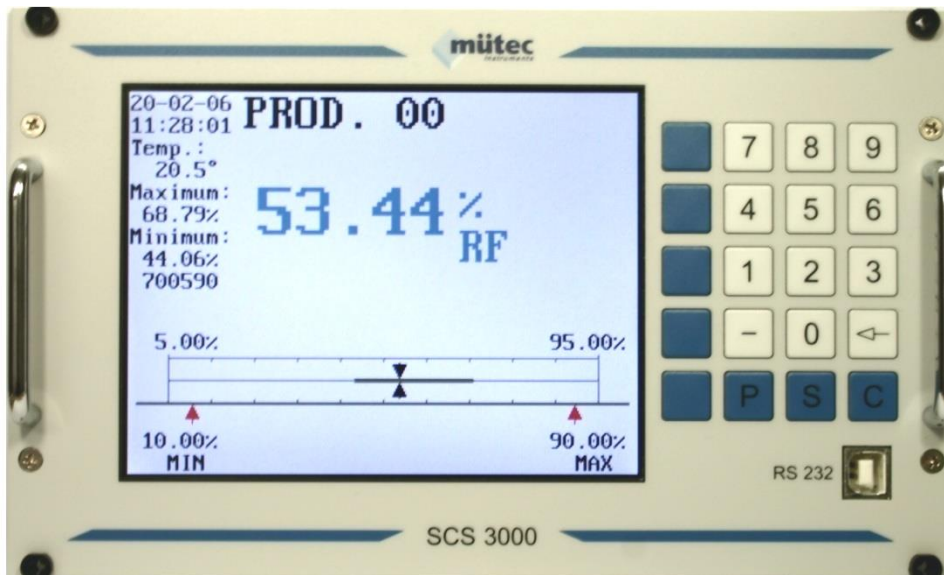 mütec
instruments
20-02-06
11:28:01
PROD. 00
Temp.:
20.5°
Maximum:
68.79%
Minimum:
44.06%
700590
53.44 %
RF
5.00% 95.00%
10.00% 90.00%
MIN MAX
7 8 9
4 5 6
1 2 3
- 0 ←
P S C
RS 232
SCS 3000